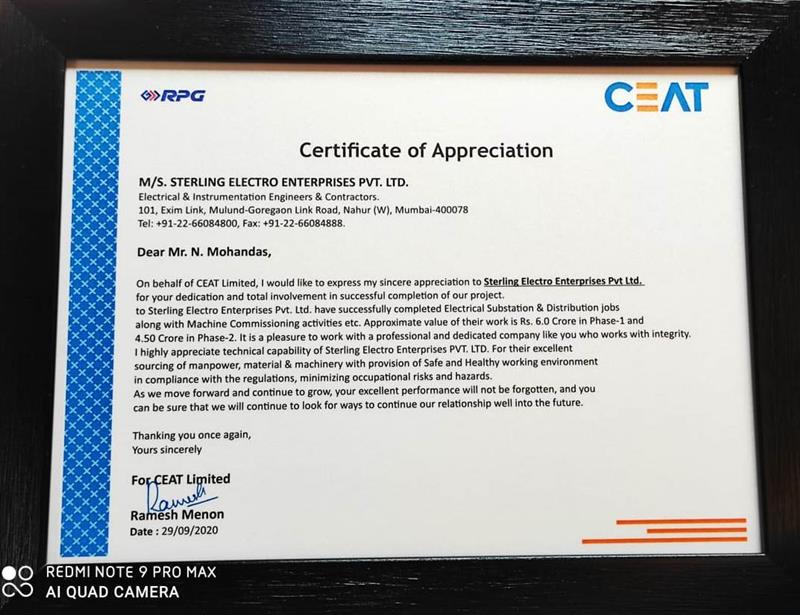 RPG
CEAT
Certificate of Appreciation
M/S. STERLING ELECTRO ENTERPRISES PVT. LTD.
Electrical & Instrumentation Engineers & Contractors.
101, Exim Link, Mulund-Goregaon Link Road, Nahur (W), Mumbai-400078
Tel: +91-22-66084800, Fax: +91-22-66084888.
Dear Mr. N. Mohandas,
On behalf of CEAT Limited, I would like to express my sincere appreciation to Sterling Electro Enterprises Pvt Ltd.
for your dedication and total involvement in successful completion of our project.
to Sterling Electro Enterprises Pvt. Ltd. have successfully completed Electrical Substation & Distribution jobs
along with Machine Commissioning activities etc. Approximate value of their work is Rs. 6.0 Crore in Phase-1 and
4.50 Crore in Phase-2. It is a pleasure to work with a professional and dedicated company like you who works with integrity.
I highly appreciate technical capability of Sterling Electro Enterprises PVT. LTD. For their excellent
sourcing of manpower, material & machinery with provision of Safe and Healthy working environment
in compliance with the regulations, minimizing occupational risks and hazards.
As we move forward and continue to grow, your excellent performance will not be forgotten, and you
can be sure that we will continue to look for ways to continue our relationship well into the future.
Thanking you once again,
Yours sincerely
For CEAT Limited
Ramesh
Ramesh Menon
Date : 29/09/2020
REDMI NOTE 9 PRO MAX
AI QUAD CAMERA